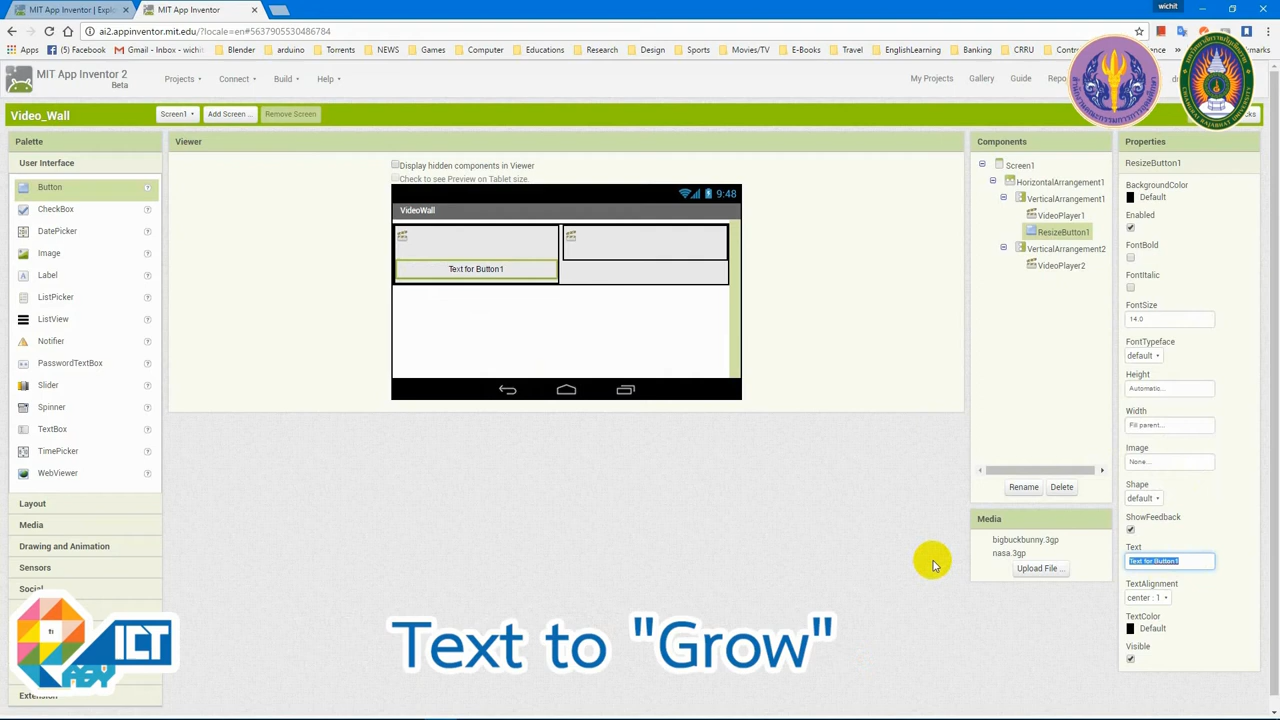 wichit
MIT App Inventor | Explo
MIT App Inventor
ai2.appinventor.mit.edu/?locale=en#5637905530486784
Apps
(5) Facebook
Gmail - Inbox - wichit
Blender
arduino
Torrents
NEWS
Games
Computer
Educations
Research
Design
Sports
Movies/TV
E-Books
Travel
EnglishLearning
Banking
CRRU
MIT App Inventor 2
Beta
Projects
Connect
Build
Help
My Projects
Gallery
Guide
Video_Wall
Screen1
Add Screen ...
Remove Screen
Palette
User Interface
Button
CheckBox
DatePicker
Image
Label
ListPicker
ListView
Notifier
PasswordTextBox
Slider
Spinner
TextBox
TimePicker
WebViewer
Layout
Media
Drawing and Animation
Sensors
Social
Extension
Viewer
Display hidden components in Viewer
Check to see Preview on Tablet size.
9:48
VideoWall
Text for Button1
Components
Screen1
HorizontalArrangement1
VerticalArrangement1
VideoPlayer1
ResizeButton1
VerticalArrangement2
VideoPlayer2
Rename
Delete
Media
bigbuckbunny.3gp
nasa.3gp
Upload File ...
Properties
ResizeButton1
BackgroundColor
Default
Enabled
FontBold
FontItalic
FontSize
14.0
FontTypeface
default
Height
Automatic...
Width
Fill parent...
Image
None...
Shape
default
ShowFeedback
Text
Text for Button1
TextAlignment
center : 1
TextColor
Default
Visible
Text to "Grow"